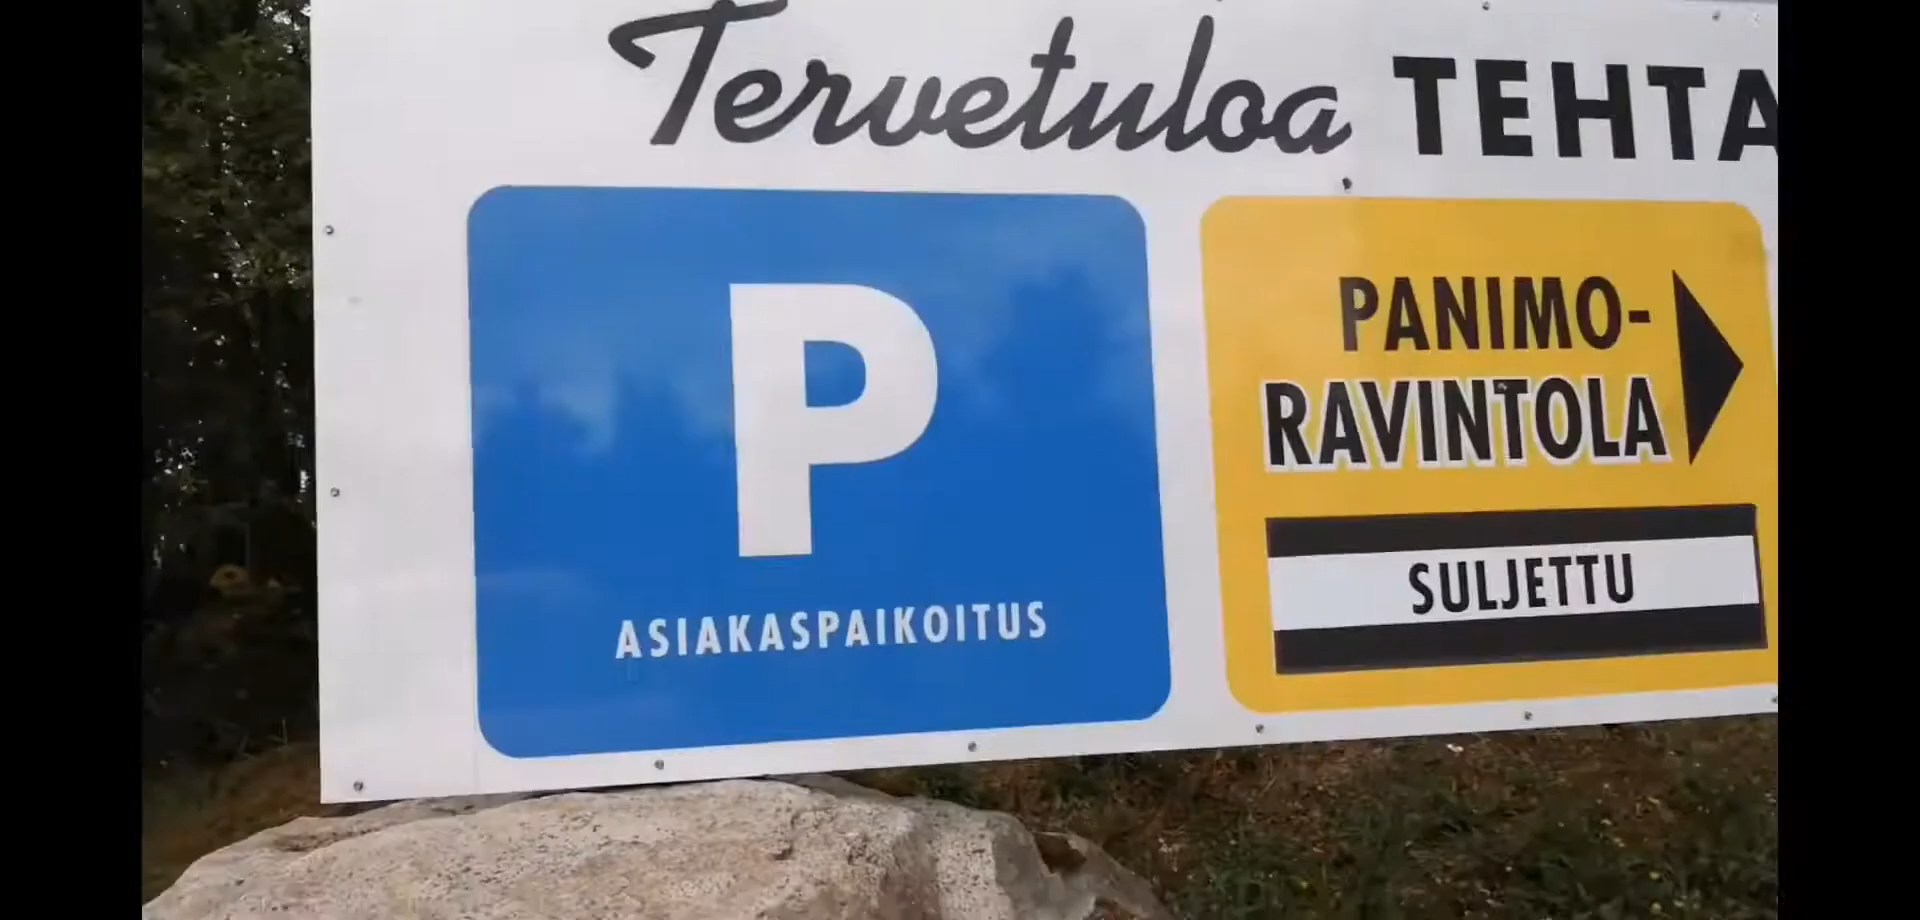 Tervetuloa TEHTA
P
ASIAKASPAIKOITUS
PANIMO-
RAVINTOLA
SULJETTU